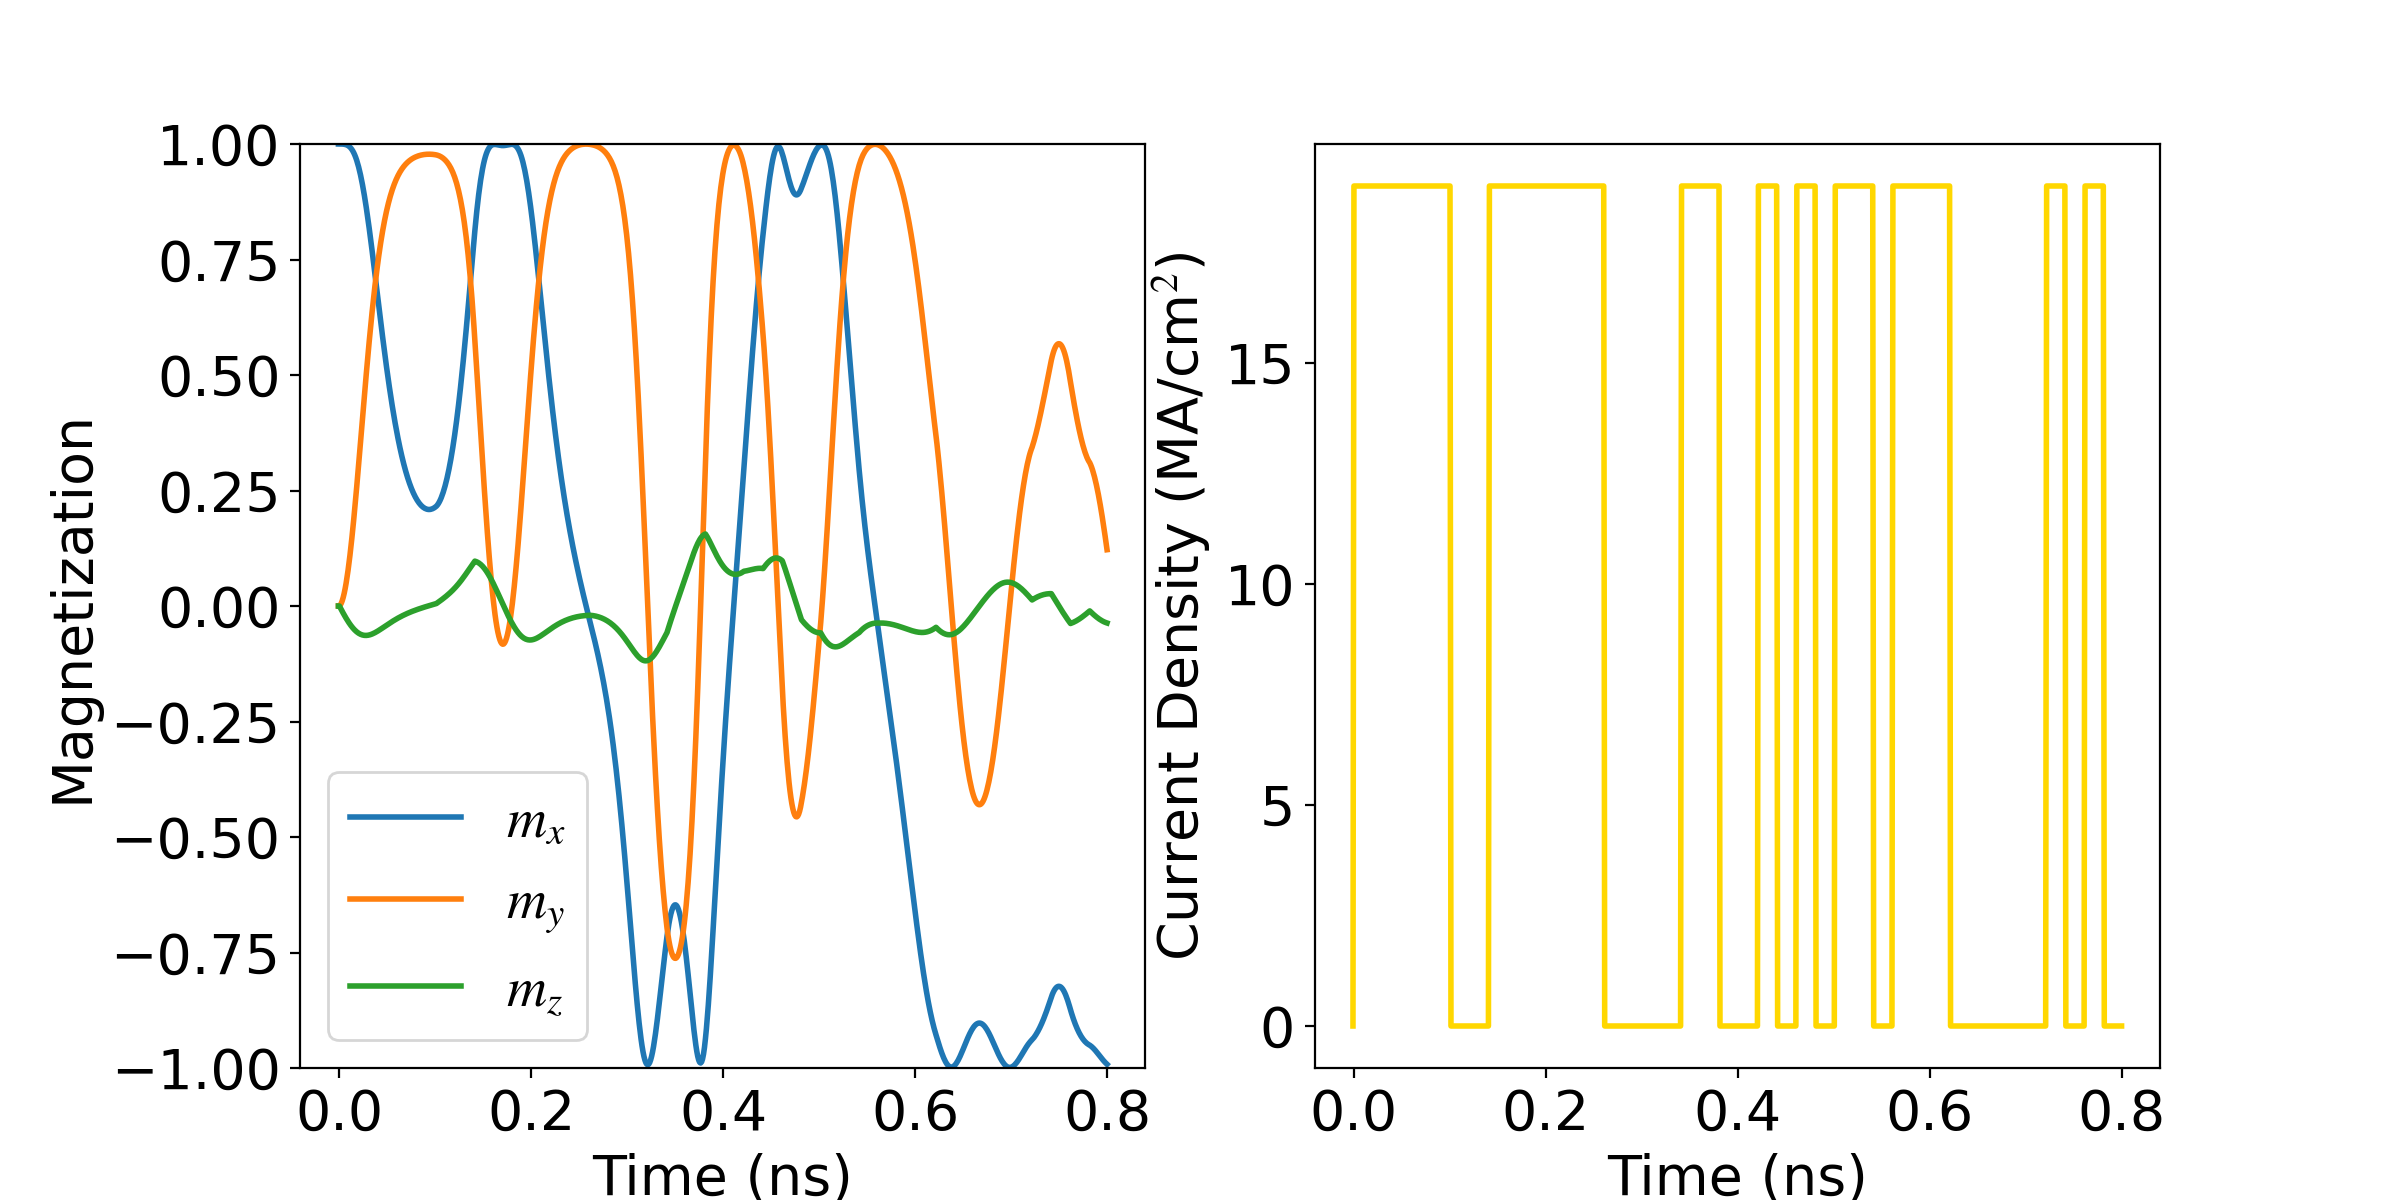 Magnetization
1.00
0.75
0.50
0.25
0.00
−0.25
−0.50
−0.75
−1.00
m_x
m_y
m_z
0.0 0.2 0.4 0.6 0.8
Time (ns)
Current Density (MA/cm²)
15
10
5
0
0.0 0.2 0.4 0.6 0.8
Time (ns)